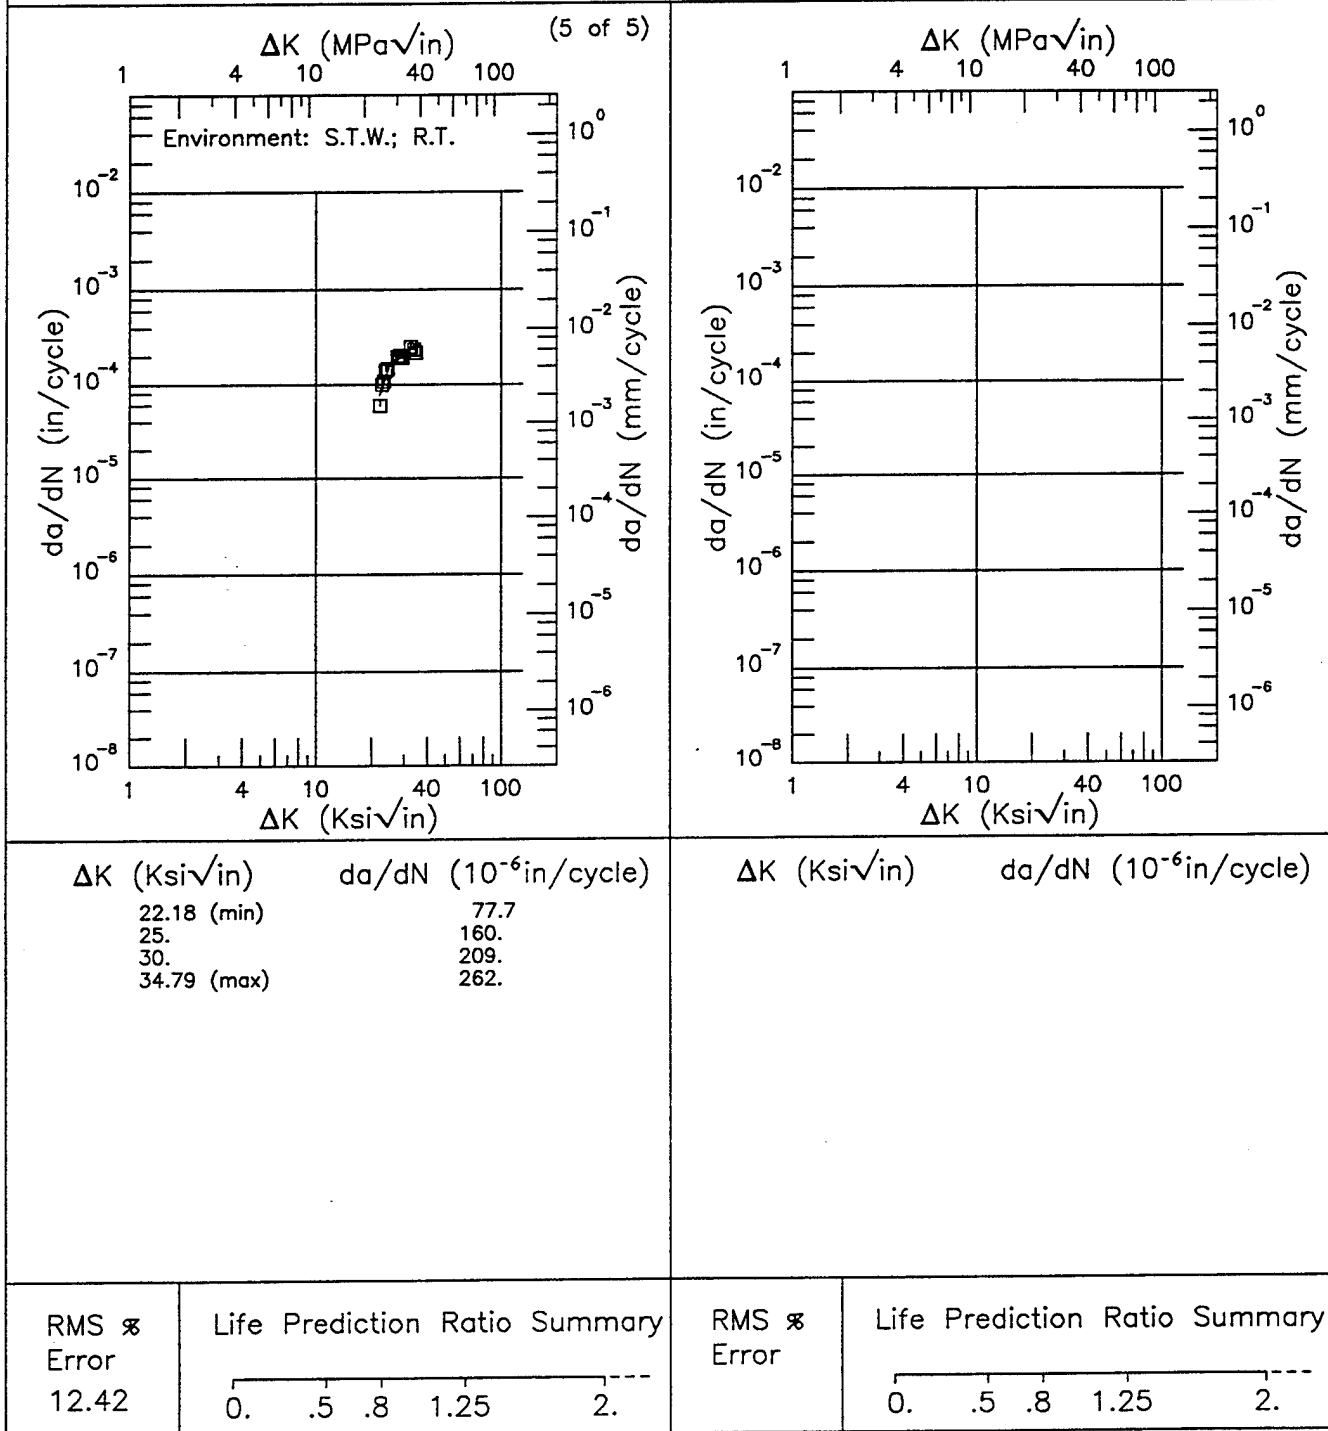 (5 of 5)
ΔK (MPa√in)
1 4 10 40 100
Environment: S.T.W.; R.T.
10⁻²
10⁻³
10⁻⁴
10⁻⁵
10⁻⁶
10⁻⁷
10⁻⁸
da/dN (in/cycle)
10⁰
10⁻¹
10⁻²
10⁻³
10⁻⁴
10⁻⁵
10⁻⁶
da/dN (mm/cycle)
1 4 10 40 100
ΔK (Ksi√in)
ΔK (MPa√in)
1 4 10 40 100
10⁻²
10⁻³
10⁻⁴
10⁻⁵
10⁻⁶
10⁻⁷
10⁻⁸
da/dN (in/cycle)
10⁰
10⁻¹
10⁻²
10⁻³
10⁻⁴
10⁻⁵
10⁻⁶
da/dN (mm/cycle)
1 4 10 40 100
ΔK (Ksi√in)
ΔK (Ksi√in) da/dN (10⁻⁶in/cycle)
22.18 (min) 77.7
25. 160.
30. 209.
34.79 (max) 262.
ΔK (Ksi√in) da/dN (10⁻⁶in/cycle)
RMS %
Error
12.42
Life Prediction Ratio Summary
0. .5 .8 1.25 2.
RMS %
Error
Life Prediction Ratio Summary
0. .5 .8 1.25 2.